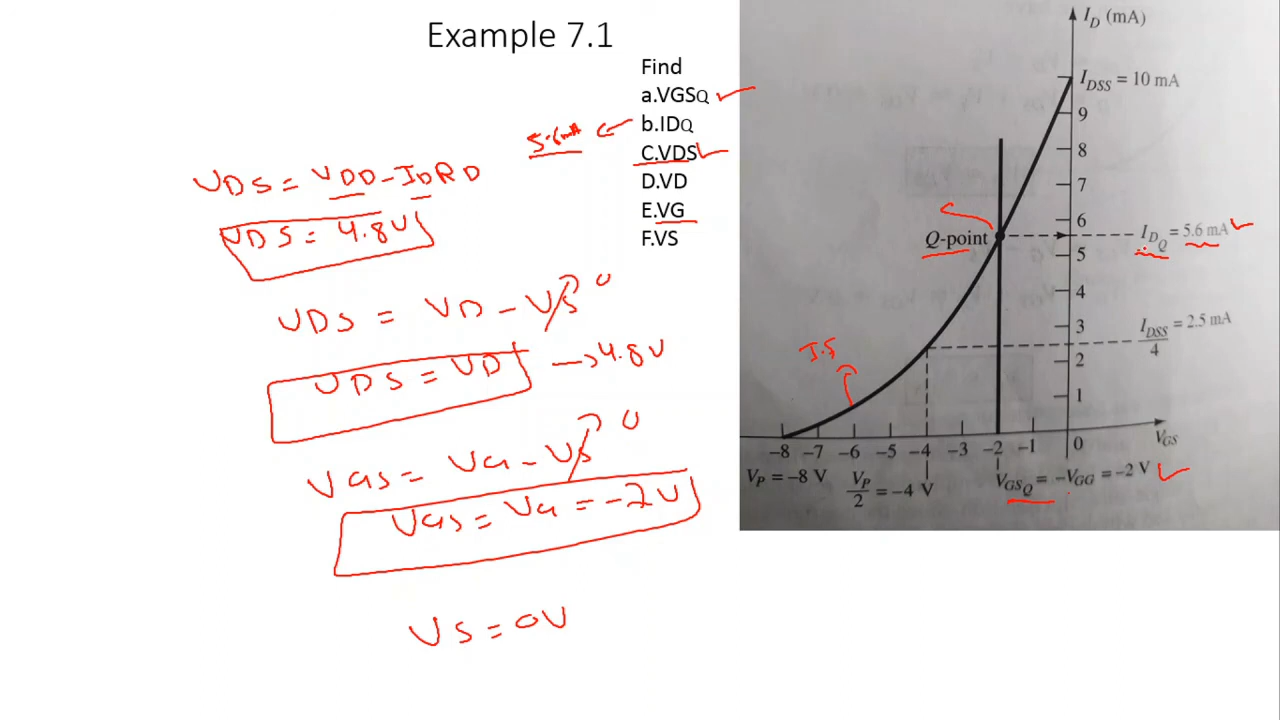 Example 7.1
Find
a.VGSQ
b.IDQ
5.6mA
C.VDS
D.VD
E.VG
F.VS
VDS = VDD-IDRD
VDS = 4.8V
VDS = VD - VS 0
VDS = VD → 4.8V
VGS = VG - VS 0
VGS = VG = -2V
VS = 0V
ID (mA)
IDSS = 10 mA
9
8
7
6
Q-point
IDQ = 5.6 mA
5
4
3
IDSS/4 = 2.5 mA
2
1
-8 -7 -6 -5 -4 -3 -2 -1 0
VGS
VP = -8 V
VP/2 = -4 V
VGSQ = -VGG = -2 V